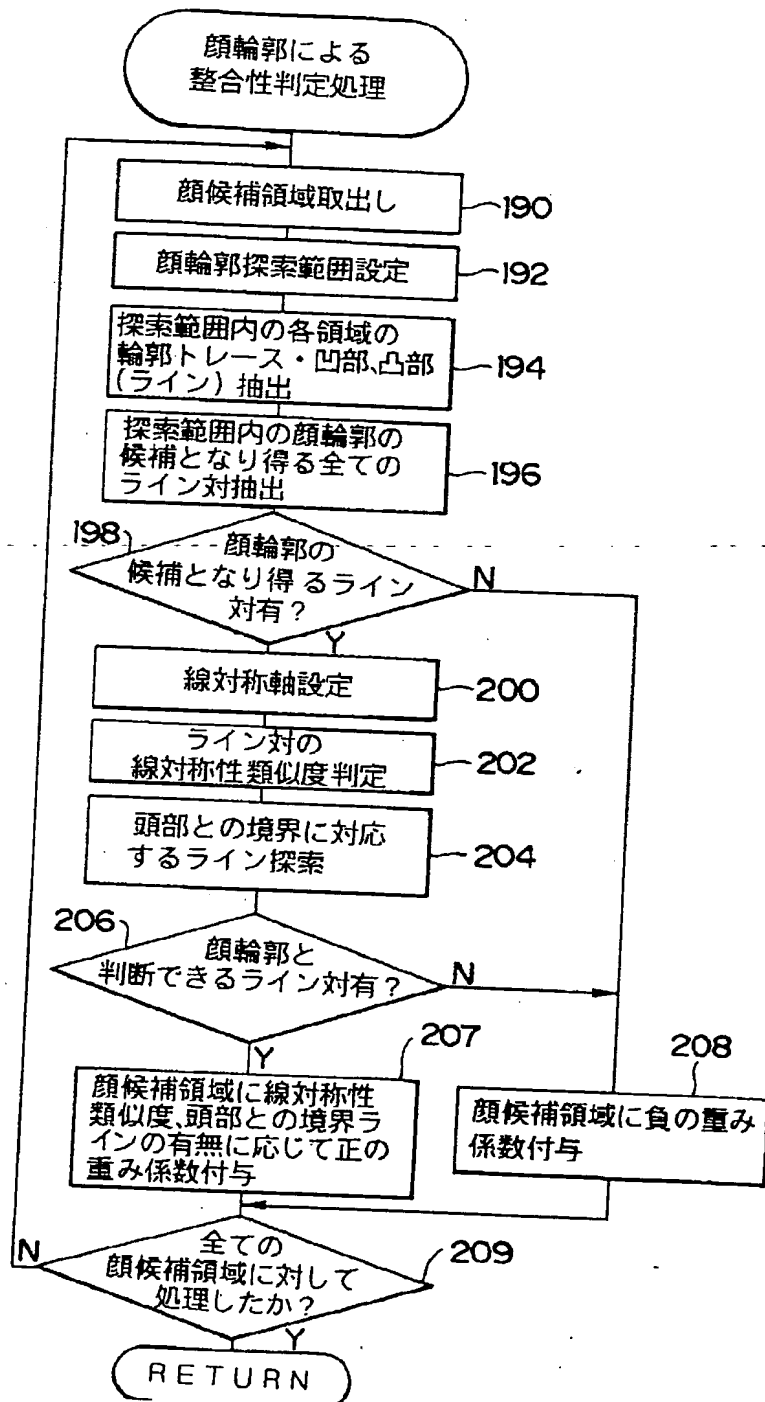 顔輪郭による
整合性判定処理
顔候補領域取出し
190
顔輪郭探索範囲設定
192
探索範囲内の各領域の
輪郭トレース・凹部、凸部
(ライン)抽出
194
探索範囲内の顔輪郭の
候補となり得る全ての
ライン対抽出
196
198
顔輪郭の
候補となり得るライン
対有?
N
Y
線対称軸設定
200
ライン対の
線対称性類似度判定
202
頭部との境界に対応
するライン探索
204
206
顔輪郭と
判断できるライン対有?
N
Y
207
顔候補領域に線対称性
類似度、頭部との境界ラ
インの有無に応じて正の
重み係数付与
208
顔候補領域に負の重み
係数付与
全ての
顔候補領域に対して
処理したか?
209
N
Y
RETURN